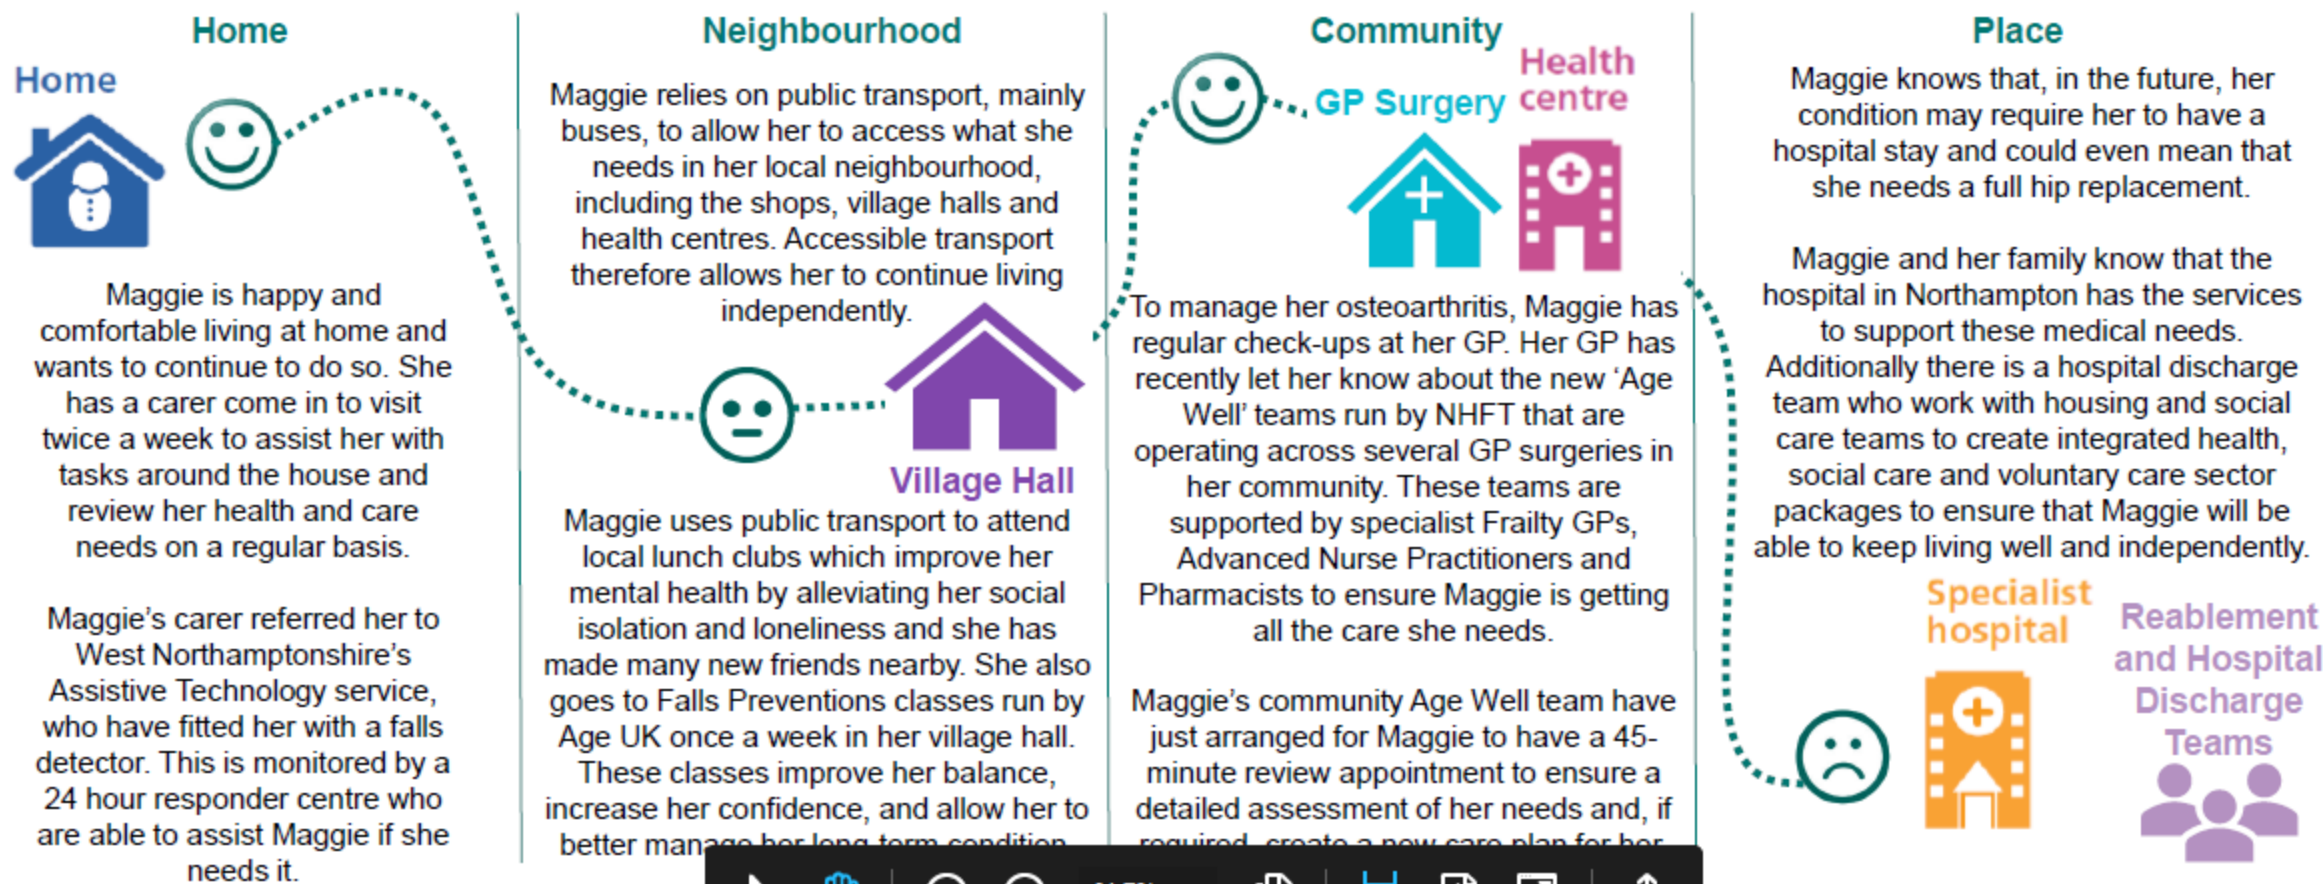 Home
Home
Maggie is happy and
comfortable living at home and
wants to continue to do so. She
has a carer come in to visit
twice a week to assist her with
tasks around the house and
review her health and care
needs on a regular basis.
Maggie’s carer referred her to
West Northamptonshire’s
Assistive Technology service,
who have fitted her with a falls
detector. This is monitored by a
24 hour responder centre who
are able to assist Maggie if she
needs it.
Neighbourhood
Maggie relies on public transport, mainly
buses, to allow her to access what she
needs in her local neighbourhood,
including the shops, village halls and
health centres. Accessible transport
therefore allows her to continue living
independently.
Village Hall
Maggie uses public transport to attend
local lunch clubs which improve her
mental health by alleviating her social
isolation and loneliness and she has
made many new friends nearby. She also
goes to Falls Preventions classes run by
Age UK once a week in her village hall.
These classes improve her balance,
increase her confidence, and allow her to
better manage her long term condition
Community
GP Surgery
Health
centre
To manage her osteoarthritis, Maggie has
regular check-ups at her GP. Her GP has
recently let her know about the new ‘Age
Well’ teams run by NHFT that are
operating across several GP surgeries in
her community. These teams are
supported by specialist Frailty GPs,
Advanced Nurse Practitioners and
Pharmacists to ensure Maggie is getting
all the care she needs.
Maggie’s community Age Well team have
just arranged for Maggie to have a 45-
minute review appointment to ensure a
detailed assessment of her needs and, if
required, create a new care plan for her
Place
Maggie knows that, in the future, her
condition may require her to have a
hospital stay and could even mean that
she needs a full hip replacement.
Maggie and her family know that the
hospital in Northampton has the services
to support these medical needs.
Additionally there is a hospital discharge
team who work with housing and social
care teams to create integrated health,
social care and voluntary care sector
packages to ensure that Maggie will be
able to keep living well and independently.
Specialist
hospital
Reablement
and Hospital
Discharge
Teams